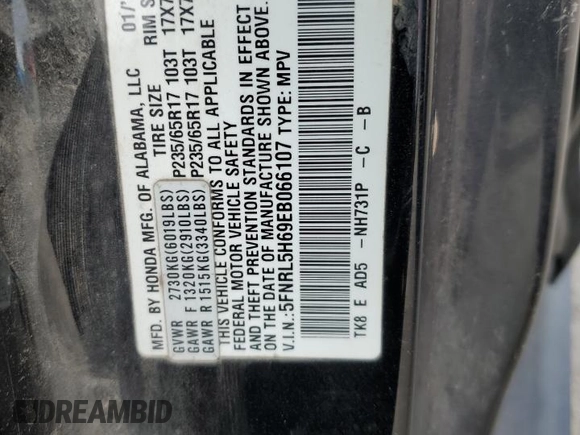 MFD. BY HONDA MFG. OF ALABAMA, LLC 01/
TIRE SIZE RIM S
GVWR 2730KG(6019LBS)
GAWR F 1320KG(2910LBS) P235/65R17 103T 17X7
GAWR R 1515KG(3340LBS) P235/65R17 103T 17X7
THIS VEHICLE CONFORMS TO ALL APPLICABLE
FEDERAL MOTOR VEHICLE SAFETY
AND THEFT PREVENTION STANDARDS IN EFFECT
ON THE DATE OF MANUFACTURE SHOWN ABOVE.
V.I.N.:5FNRL5H69EB066107 TYPE: MPV
TK8 E AD5 -NH731P -C -B
DREAMBID